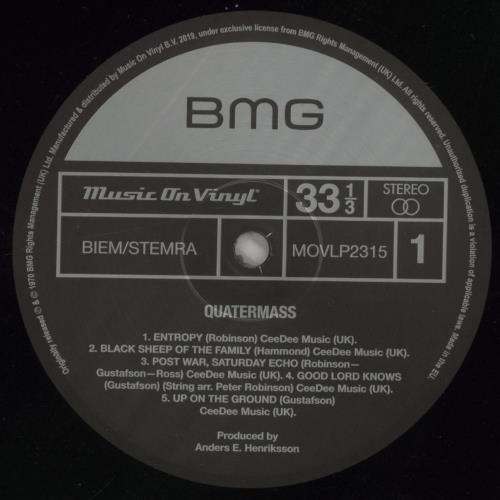 Originally released ℗ & © 1970 BMG Rights Management (UK) Ltd. Manufactured & distributed by Music On Vinyl B.V. 2019, under exclusive license from BMG Rights Management (UK) Ltd. All rights reserved. Unauthorized duplication is a violation of applicable laws. Made in the EU.
BMG
Music On Vinyl®
33 1/3
STEREO
BIEM/STEMRA
MOVLP2315
1
QUATERMASS
1. ENTROPY (Robinson) CeeDee Music (UK).
2. BLACK SHEEP OF THE FAMILY (Hammond) CeeDee Music (UK).
3. POST WAR, SATURDAY ECHO (Robinson—
Gustafson—Ross) CeeDee Music (UK). 4. GOOD LORD KNOWS
(Gustafson) (String arr. Peter Robinson) CeeDee Music (UK).
5. UP ON THE GROUND (Gustafson)
CeeDee Music (UK).
Produced by
Anders E. Henriksson